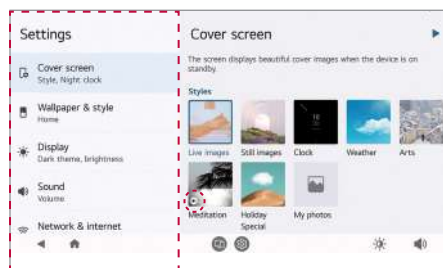 Settings
Cover screen
Style, Night clock
Wallpaper & style
Home
Display
Dark theme, brightness
Sound
Volume
Network & internet
Cover screen
The screen displays beautiful cover images when the device is on
standby.
Styles
Live images
Still images
Clock
Weather
Arts
Meditation
Holiday
Special
My photos